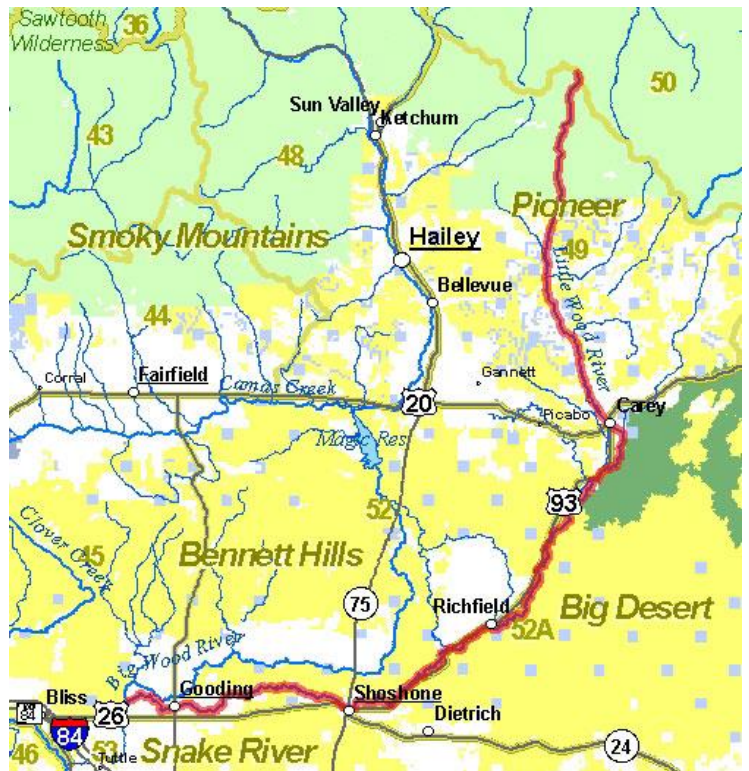 Sawtooth
Wilderness
36
50
Sun Valley
Ketchum
43
48
Pioneer
Smoky Mountains
Hailey
49
Little Wood River
Bellevue
44
Corral
Fairfield
Gannett
Camas Creek
20
Carey
Picabo
Magic Res
93
Clover Creek
52
45
Bennett Hills
75
Richfield
Big Desert
52A
Big Wood River
Bliss
Gooding
Shoshone
26
84
84
Dietrich
46
53
Tuttle
Snake River
24